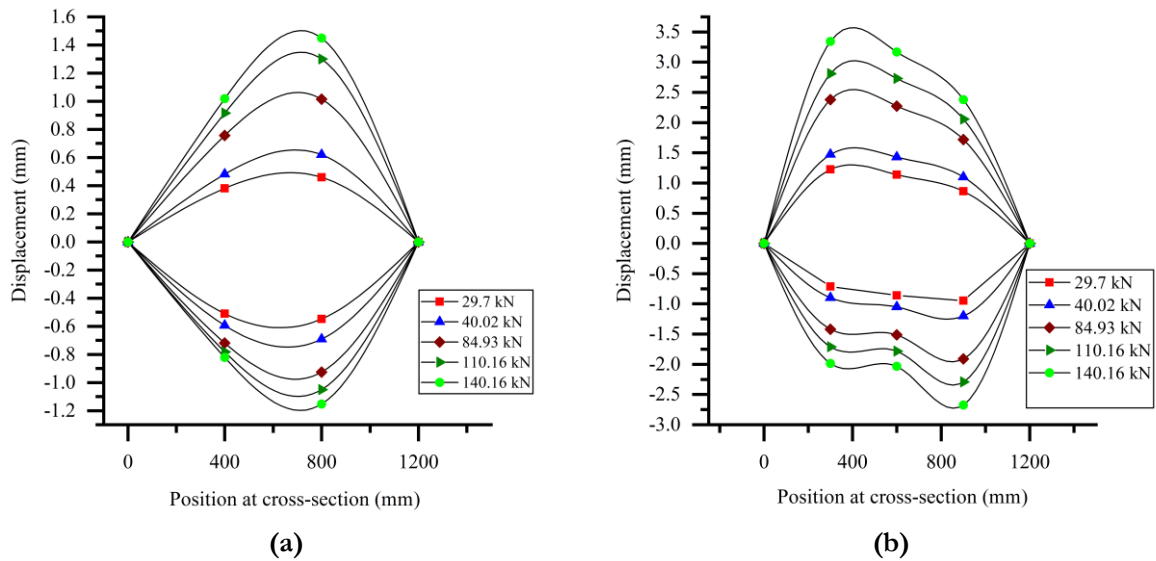 1.6
1.4
1.2
1.0
0.8
0.6
0.4
0.2
0.0
-0.2
-0.4
-0.6
-0.8
-1.0
-1.2
Displacement (mm)
29.7 kN
40.02 kN
84.93 kN
110.16 kN
140.16 kN
0 400 800 1200
Position at cross-section (mm)
(a)
3.5
3.0
2.5
2.0
1.5
1.0
0.5
0.0
-0.5
-1.0
-1.5
-2.0
-2.5
-3.0
Displacement (mm)
29.7 kN
40.02 kN
84.93 kN
110.16 kN
140.16 kN
0 400 800 1200
Position at cross-section (mm)
(b)